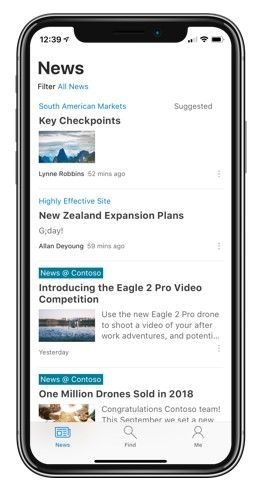 12:39
News
Filter All News
South American Markets Suggested
Key Checkpoints
Lynne Robbins 52 mins ago
Highly Effective Site
New Zealand Expansion Plans
G;day!
Allan Deyoung 59 mins ago
News @ Contoso
Introducing the Eagle 2 Pro Video
Competition
Use the new Eagle 2 Pro drone
to shoot a video of your after
work adventures, and potenti...
Yesterday
News @ Contoso
One Million Drones Sold in 2018
Congratulations Contoso team!
This September we set a new
News Find Me